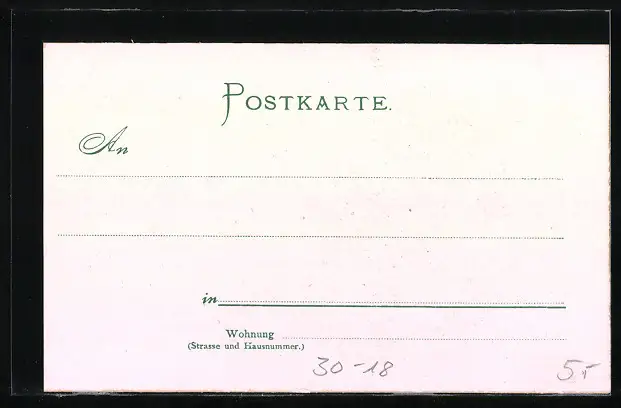 POSTKARTE.
An
in
Wohnung
(Strasse und Hausnummer.)
30-18 5.-